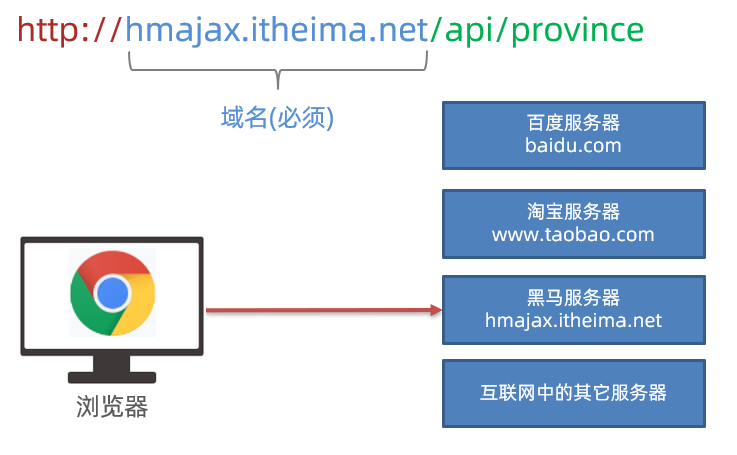 http://hmajax.itheima.net/api/province
域名(必须)
百度服务器
baidu.com
淘宝服务器
www.taobao.com
黑马服务器
hmajax.itheima.net
互联网中的其它服务器
浏览器